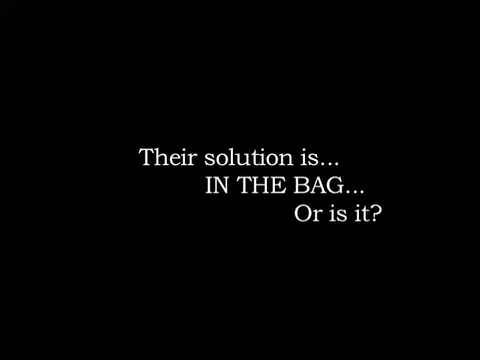 Their solution is...
IN THE BAG...
Or is it?